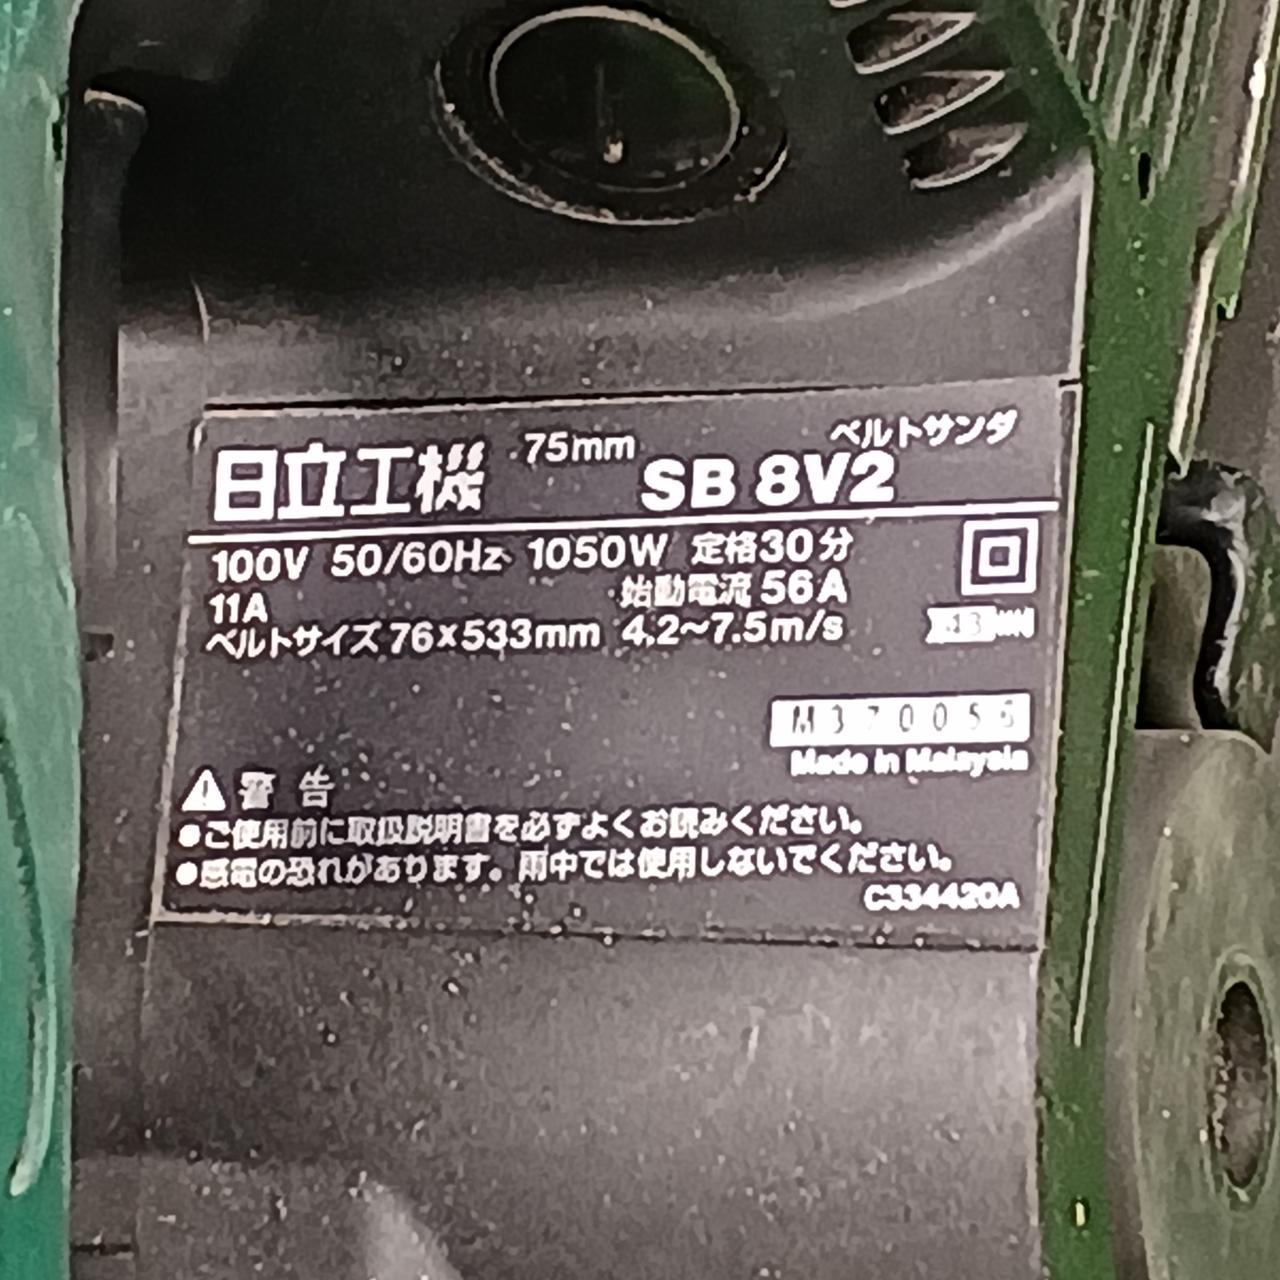 日立工機 75mm SB 8V2 ベルトサンダ
100V 50/60Hz 1050W 定格30分
11A 始動電流 56A
ベルトサイズ 76×533mm 4.2~7.5m/s
M370056
Made in Malaysia
警告
●ご使用前に取扱説明書を必ずよくお読みください。
●感電の恐れがあります。雨中では使用しないでください。
C334420A